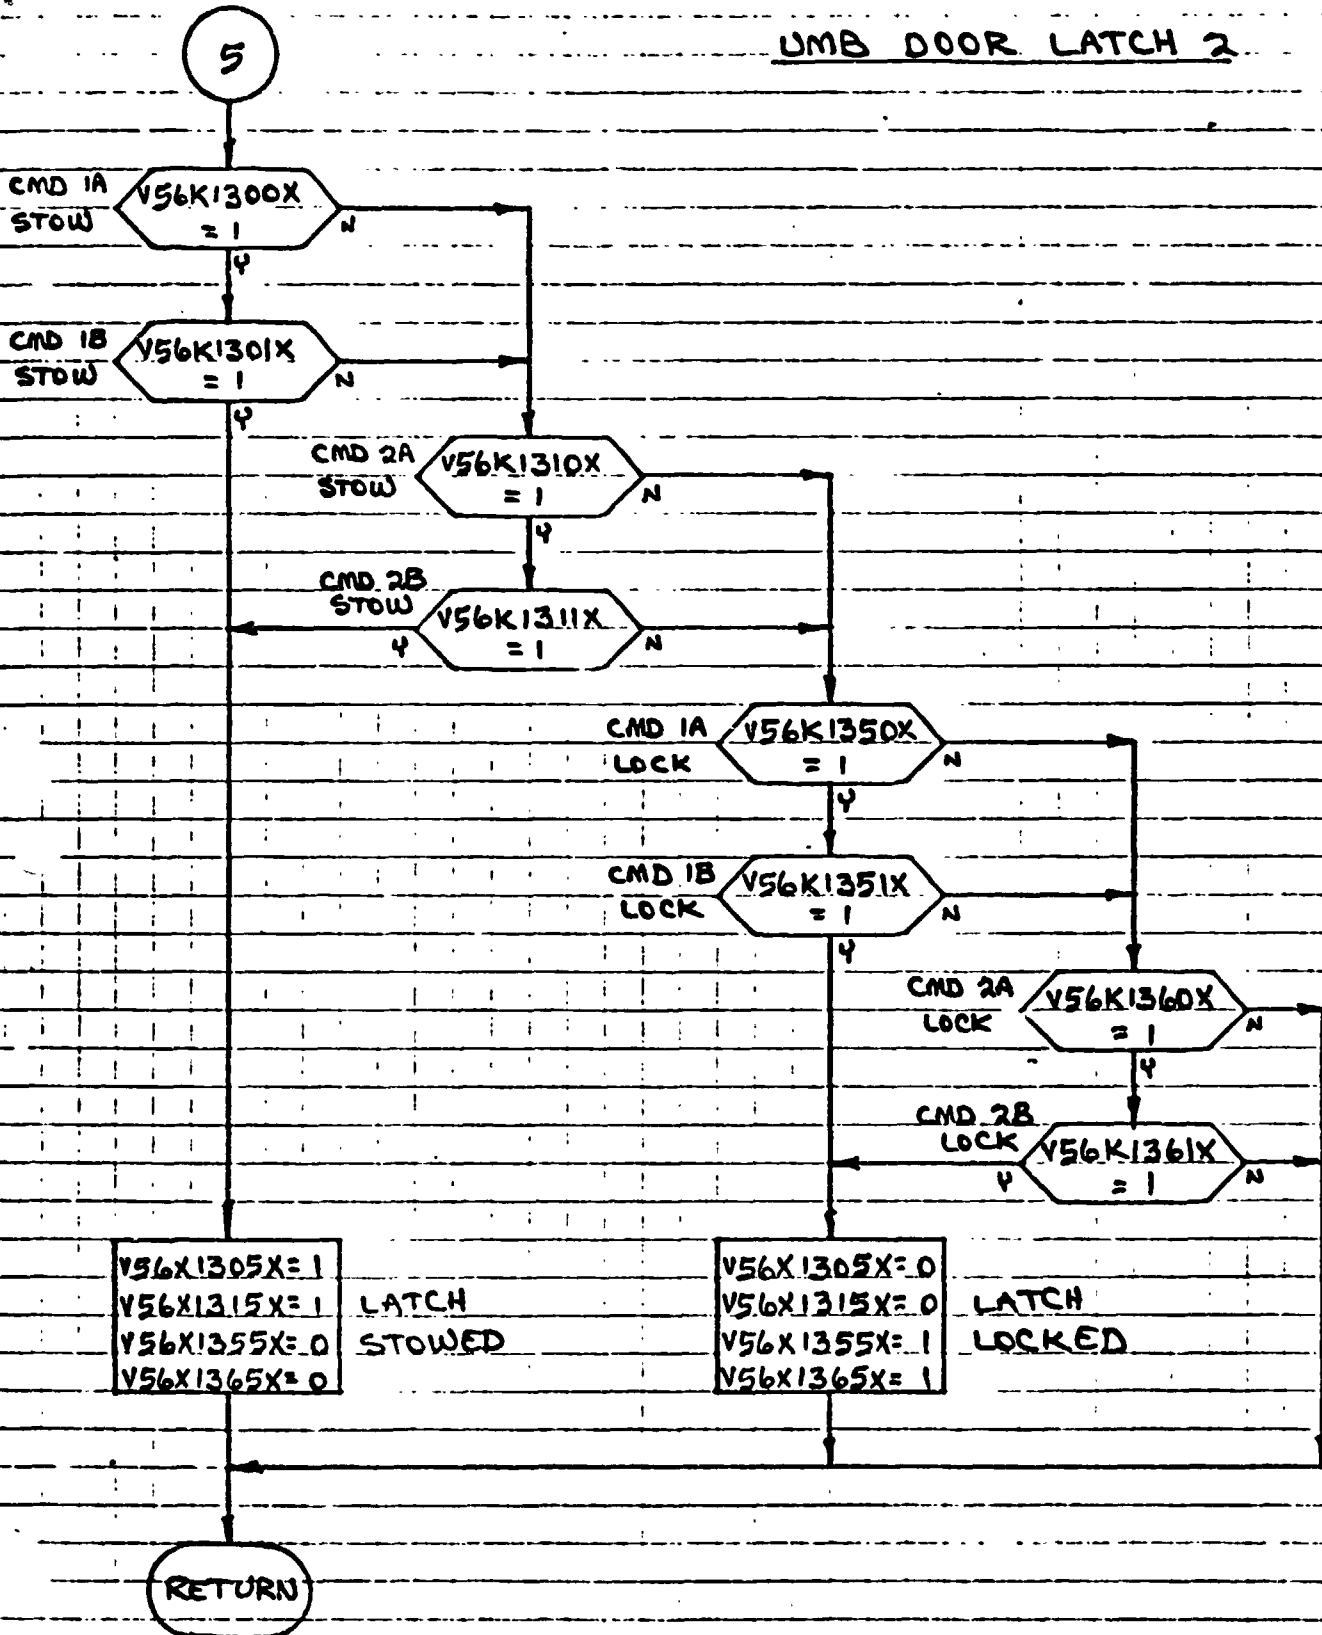 5
UMB DOOR LATCH 2
CMD 1A
STOW
V56K1300X
= 1
N
Y
CMD 1B
STOW
V56K1301X
= 1
N
Y
CMD 2A
STOW
V56K1310X
= 1
N
Y
CMD 2B
STOW
V56K1311X
= 1
Y
N
CMD 1A
LOCK
V56K1350X
= 1
N
Y
CMD 1B
LOCK
V56K1351X
= 1
N
Y
CMD 2A
LOCK
V56K1360X
= 1
N
Y
CMD 2B
LOCK
V56K1361X
= 1
Y
N
V56X1305X= 1
V56X1315X= 1
V56X1355X= 0
V56X1365X= 0
LATCH
STOWED
V56X1305X= 0
V56X1315X= 0
V56X1355X= 1
V56X1365X= 1
LATCH
LOCKED
RETURN